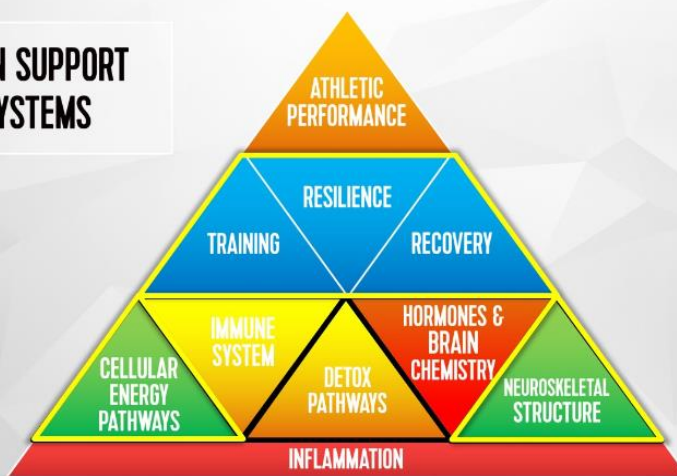 SUPPORT
ATHLETIC
PERFORMANCE
RESILIENCE
TRAINING
RECOVERY
IMMUNE
SYSTEM
HORMONES &
BRAIN
CHEMISTRY
CELLULAR
ENERGY
PATHWAYS
DETOX
PATHWAYS
NEUROSKELETAL
STRUCTURE
INFLAMMATION